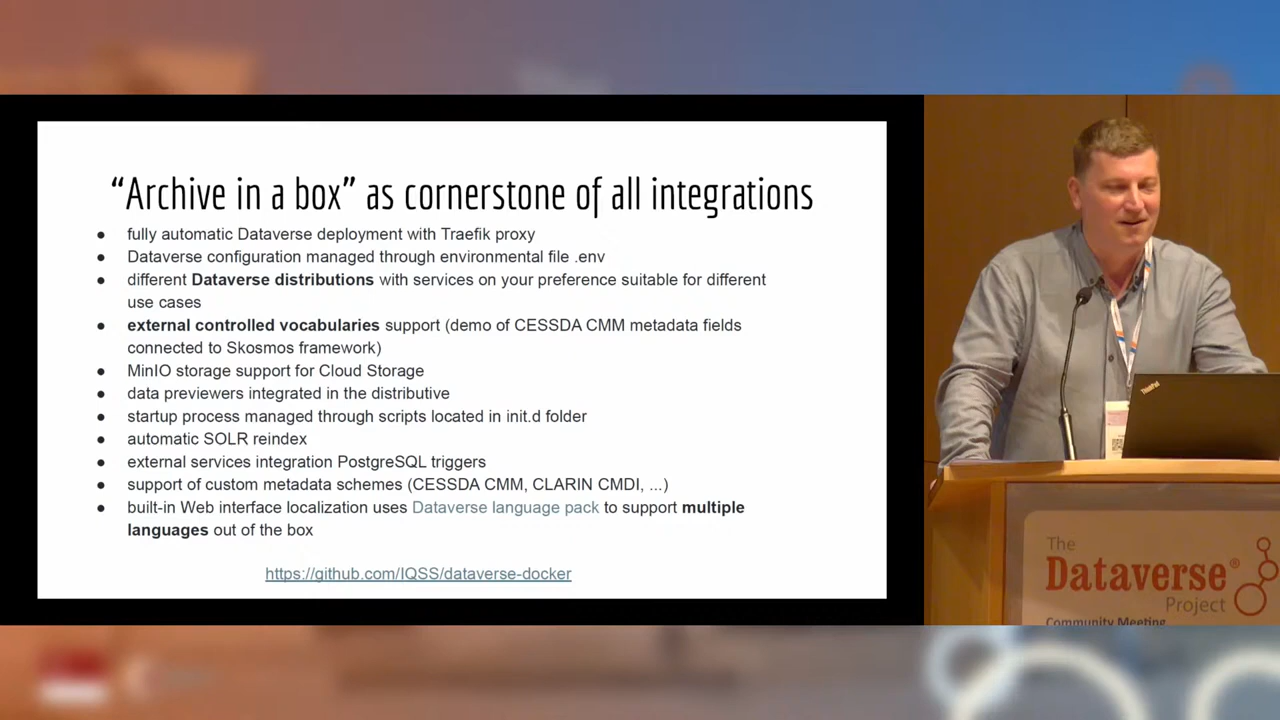 “Archive in a box” as cornerstone of all integrations
● fully automatic Dataverse deployment with Traefik proxy
● Dataverse configuration managed through environmental file .env
● different Dataverse distributions with services on your preference suitable for different
use cases
● external controlled vocabularies support (demo of CESSDA CMM metadata fields
connected to Skosmos framework)
● MinIO storage support for Cloud Storage
● data previewers integrated in the distributive
● startup process managed through scripts located in init.d folder
● automatic SOLR reindex
● external services integration PostgreSQL triggers
● support of custom metadata schemes (CESSDA CMM, CLARIN CMDI, ...)
● built-in Web interface localization uses Dataverse language pack to support multiple
languages out of the box
https://github.com/IQSS/dataverse-docker
ThinkPad
The
Dataverse®
Project
Community Meeting